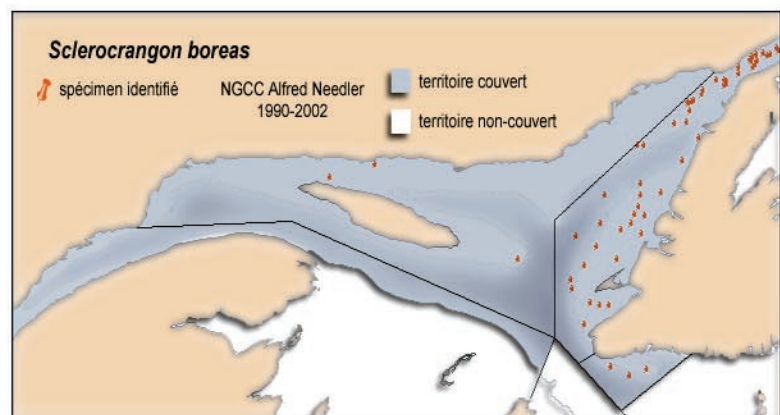 Sclerocrangon boreas
spécimen identifié
NGCC Alfred Needler
1990-2002
territoire couvert
territoire non-couvert